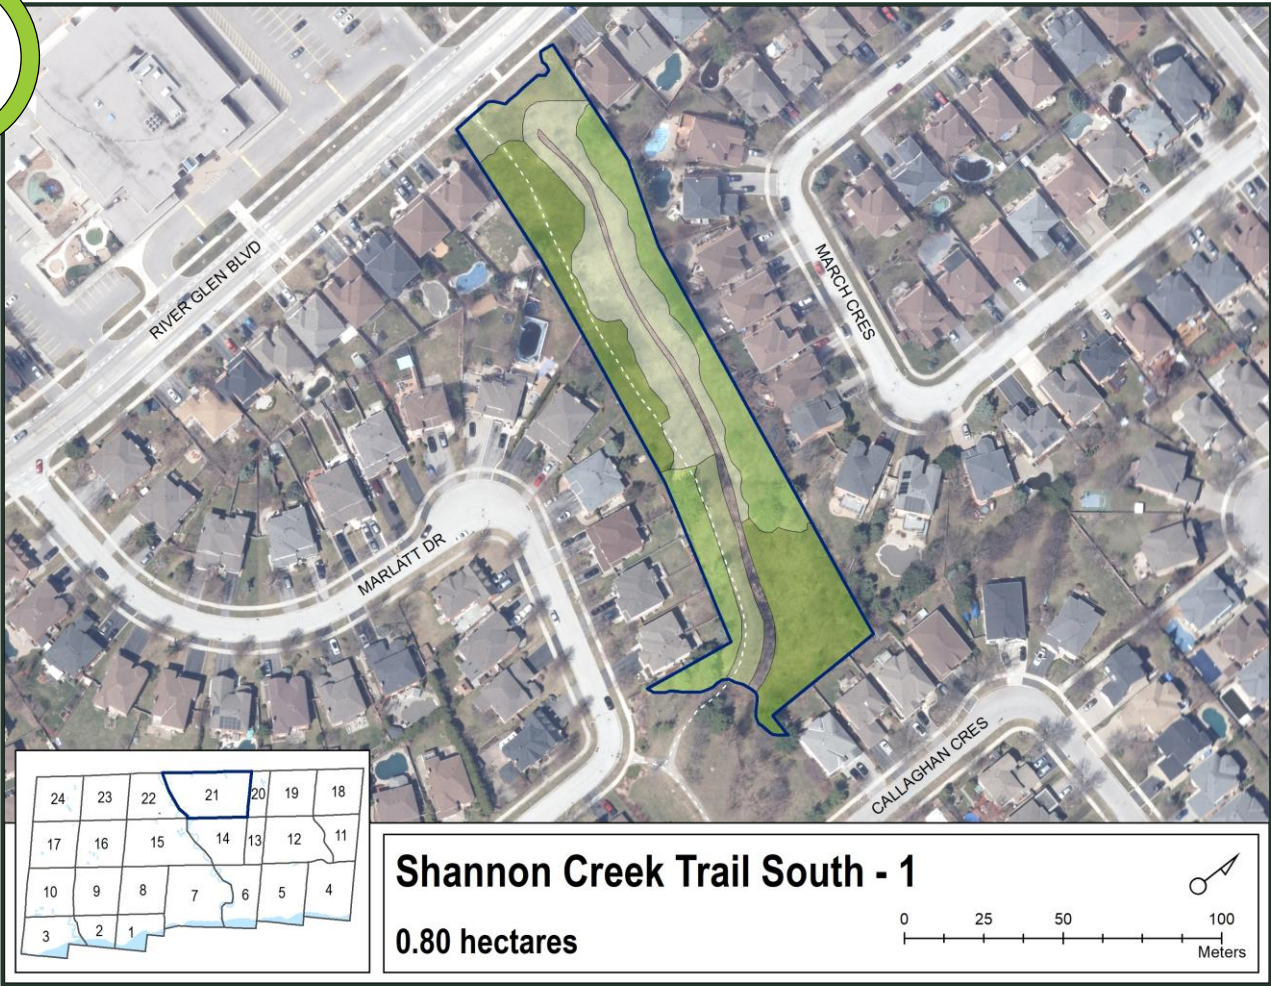 RIVER GLEN BLVD
MARCH CRES
MARLATT DR
CALLAGHAN CRES
24 23 22 21 20 19 18
17 16 15 14 13 12 11
10 9 8 7 6 5 4
3 2 1
Shannon Creek Trail South - 1
0.80 hectares
0 25 50 100
Meters